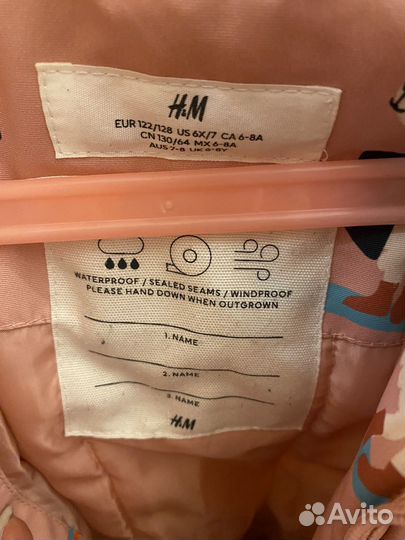 H&M
EUR 122/128 US 6X/7 CA 6-8A
CN 130/64 MX 6-8A
AUS 7-8 UK 6-8Y
WATERPROOF / SEALED SEAMS / WINDPROOF
PLEASE HAND DOWN WHEN OUTGROWN
1. NAME
2. NAME
3. NAME
H&M
Avito